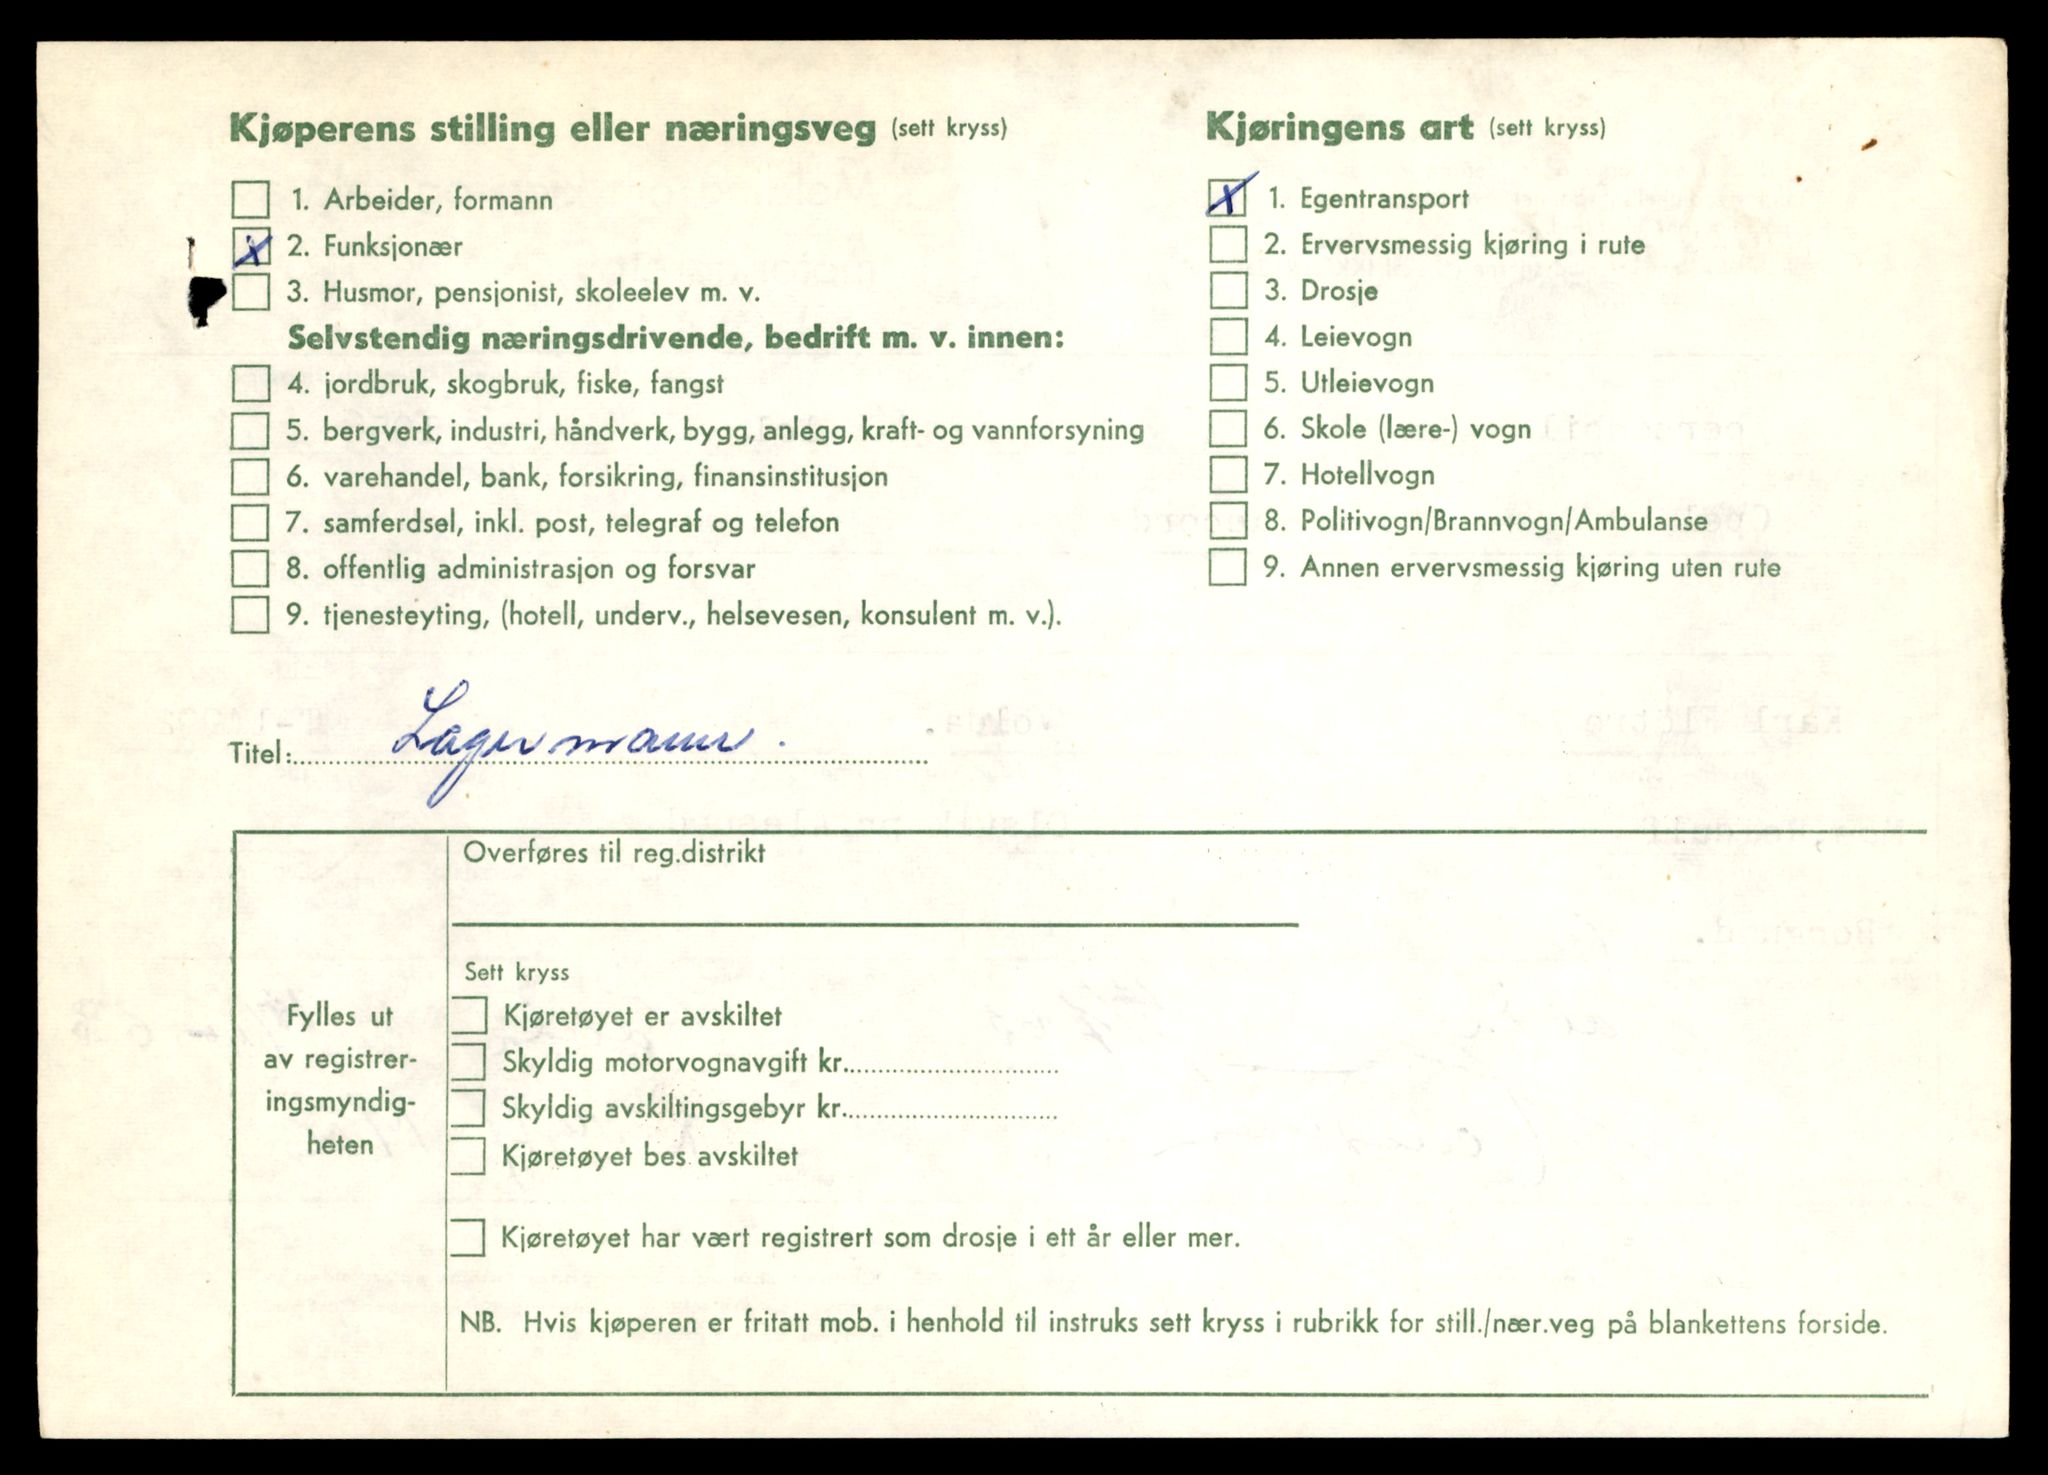 Kjøperens stilling eller næringsveg (sett kryss)
1. Arbeider, formann
X 2. Funksjonær
3. Husmor, pensjonist, skoleelev m. v.
Selvstendig næringsdrivende, bedrift m. v. innen:
4. jordbruk, skogbruk, fiske, fangst
5. bergverk, industri, håndverk, bygg, anlegg, kraft- og vannforsyning
6. varehandel, bank, forsikring, finansinstitusjon
7. samferdsel, inkl. post, telegraf og telefon
8. offentlig administrasjon og forsvar
9. tjenesteyting, (hotell, underv., helsevesen, konsulent m. v.).
Kjøringens art (sett kryss)
X 1. Egentransport
2. Ervervsmessig kjøring i rute
3. Drosje
4. Leievogn
5. Utleievogn
6. Skole (lære-) vogn
7. Hotellvogn
8. Politivogn/Brannvogn/Ambulanse
9. Annen ervervsmessig kjøring uten rute
Titel: Lagermann.
Fylles ut
av registrer-
ingsmyndig-
heten
Overføres til reg.distrikt
Sett kryss
Kjøretøyet er avskiltet
Skyldig motorvognavgift kr.
Skyldig avskiltingsgebyr kr.
Kjøretøyet bes avskiltet
Kjøretøyet har vært registrert som drosje i ett år eller mer.
NB. Hvis kjøperen er fritatt mob. i henhold til instruks sett kryss i rubrikk for still./nær.veg på blankettens forside.